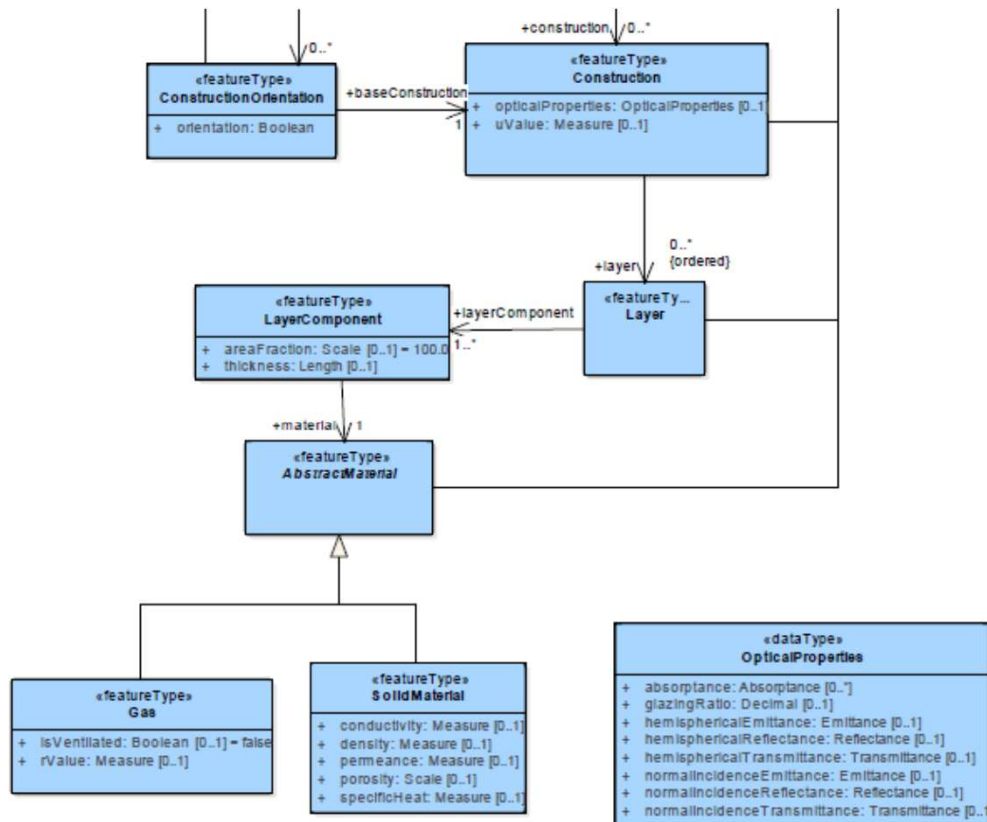 +construction 0..*
0..*
«featureType»
Construction
+ opticalProperties: OpticalProperties [0..1]
+ uValue: Measure [0..1]
«featureType»
ConstructionOrientation
+ orientation: Boolean
+baseConstruction
1
0..*
{ordered}
+layer
«featureTy...
Layer
+layerComponent
1..*
«featureType»
LayerComponent
+ areaFraction: Scale [0..1] = 100.0
+ thickness: Length [0..1]
+material 1
«featureType»
AbstractMaterial
«featureType»
Gas
+ isVentilated: Boolean [0..1] = false
+ rValue: Measure [0..1]
«featureType»
SolidMaterial
+ conductivity: Measure [0..1]
+ density: Measure [0..1]
+ permeance: Measure [0..1]
+ porosity: Scale [0..1]
+ specificHeat: Measure [0..1]
«dataType»
OpticalProperties
+ absorptance: Absorptance [0..*]
+ glazingRatio: Decimal [0..1]
+ hemisphericalEmittance: Emittance [0..1]
+ hemisphericalReflectance: Reflectance [0..1]
+ hemisphericalTransmittance: Transmittance [0..1]
+ normalIncidenceEmittance: Emittance [0..1]
+ normalIncidenceReflectance: Reflectance [0..1]
+ normalIncidenceTransmittance: Transmittance [0..1